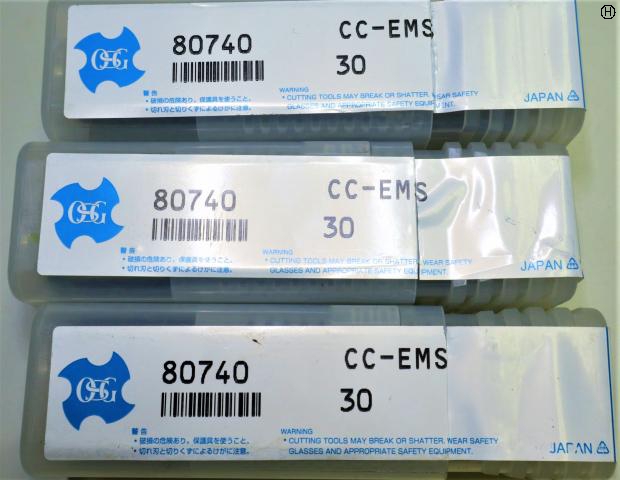 H
OSG
80740
CC-EMS
30
警告
・破損の危険あり。保護具を使うこと。
・切れ刃と切りくずによるけがに注意。
WARNING
・CUTTING TOOLS MAY BREAK OR SHATTER. WEAR SAFETY
GLASSES AND APPROPRIATE SAFETY EQUIPMENT.
JAPAN
OSG
80740
CC-EMS
30
警告
・破損の危険あり。保護具を使うこと。
・切れ刃と切りくずによるけがに注意。
WARNING
・CUTTING TOOLS MAY BREAK OR SHATTER. WEAR SAFETY
GLASSES AND APPROPRIATE SAFETY EQUIPMENT.
JAPAN
OSG
80740
CC-EMS
30
警告
・破損の危険あり。保護具を使うこと。
・切れ刃と切りくずによるけがに注意。
WARNING
・CUTTING TOOLS MAY BREAK OR SHATTER. WEAR SAFETY
GLASSES AND APPROPRIATE SAFETY EQUIPMENT.
JAPAN